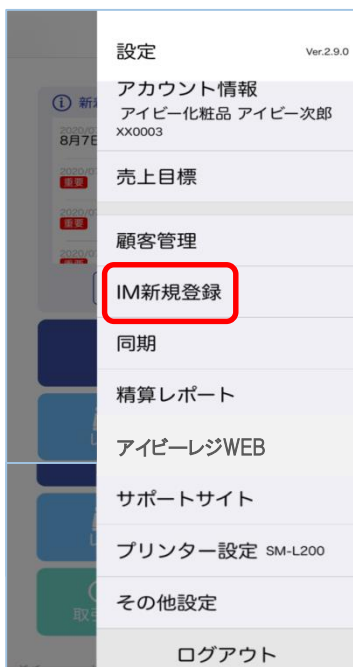 設定
Ver.2.9.0
アカウント情報
アイビー化粧品 アイビー次郎
XX0003
新
8月7
重要
重要
売上目標
顧客管理
IM新規登録
同期
精算レポート
アイビーレジWEB
サポートサイト
プリンター設定 SM-L200
その他設定
取
ログアウト